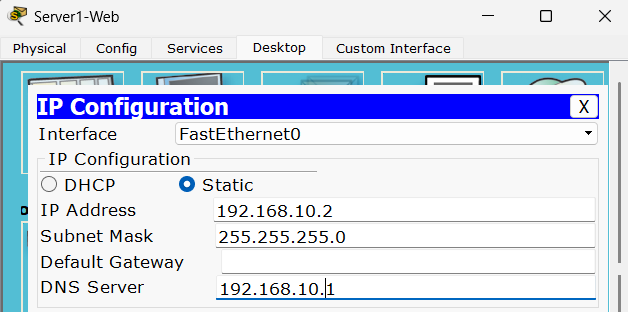 Server1-Web
Physical Config Services Desktop Custom Interface
IP Configuration X
Interface FastEthernet0
IP Configuration
DHCP Static
IP Address 192.168.10.2
Subnet Mask 255.255.255.0
Default Gateway
DNS Server 192.168.10.1